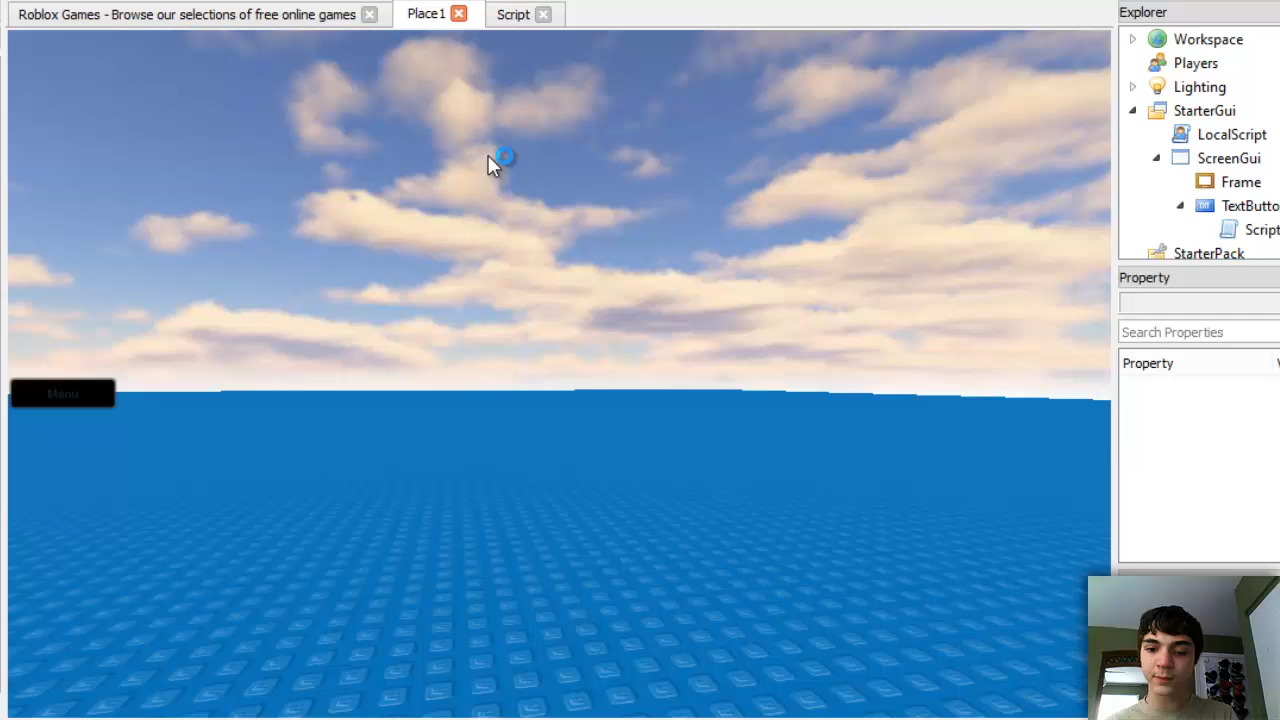 Roblox Games - Browse our selections of free online games
Place1
Script
Explorer
Workspace
Players
Lighting
StarterGui
LocalScript
ScreenGui
Frame
TextButto
Script
StarterPack
Property
Search Properties
Property
Menu